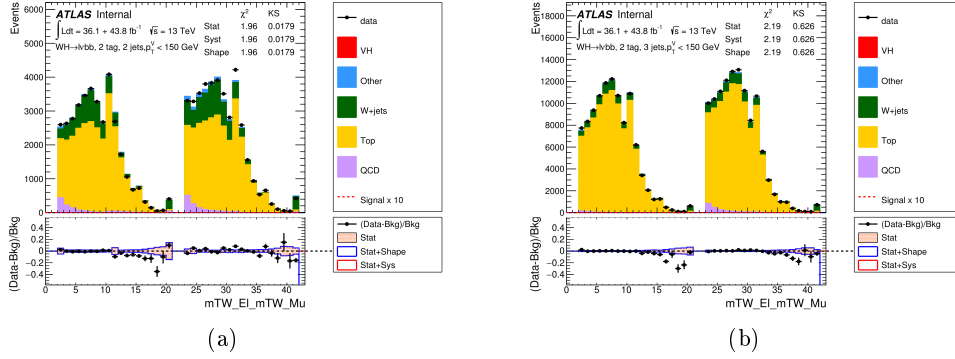 Events
ATLAS Internal
∫ Ldt = 36.1 + 43.8 fb⁻¹ √s = 13 TeV
WH→lvbb, 2 tag, 2 jets,p_T^V < 150 GeV
χ² KS
Stat 1.96 0.0179
Syst 1.96 0.0179
Shape 1.96 0.0179
6000
5000
4000
3000
2000
1000
0
data
VH
Other
W+jets
Top
QCD
Signal x 10
(Data-Bkg)/Bkg
0.4
0.2
0
−0.2
−0.4
0 5 10 15 20 25 30 35 40
mTW_El_mTW_Mu
(Data-Bkg)/Bkg
Stat
Stat+Shape
Stat+Sys
(a)
Events
ATLAS Internal
∫ Ldt = 36.1 + 43.8 fb⁻¹ √s = 13 TeV
WH→lvbb, 2 tag, 3 jets,p_T^V < 150 GeV
χ² KS
Stat 2.19 0.626
Syst 2.19 0.626
Shape 2.19 0.626
18000
16000
14000
12000
10000
8000
6000
4000
2000
0
data
VH
Other
W+jets
Top
QCD
Signal x 10
(Data-Bkg)/Bkg
0.4
0.2
0
−0.2
−0.4
0 5 10 15 20 25 30 35 40
mTW_El_mTW_Mu
(Data-Bkg)/Bkg
Stat
Stat+Shape
Stat+Sys
(b)